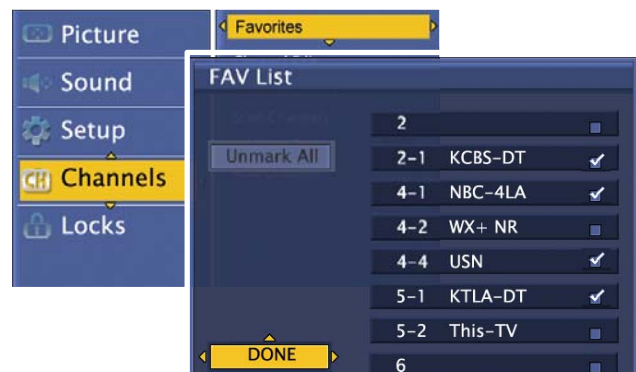 Picture
Sound
Setup
CH Channels
Locks
Favorites
FAV List
Unmark All
2
2-1 KCBS-DT
4-1 NBC-4LA
4-2 WX+ NR
4-4 USN
5-1 KTLA-DT
5-2 This-TV
6
DONE